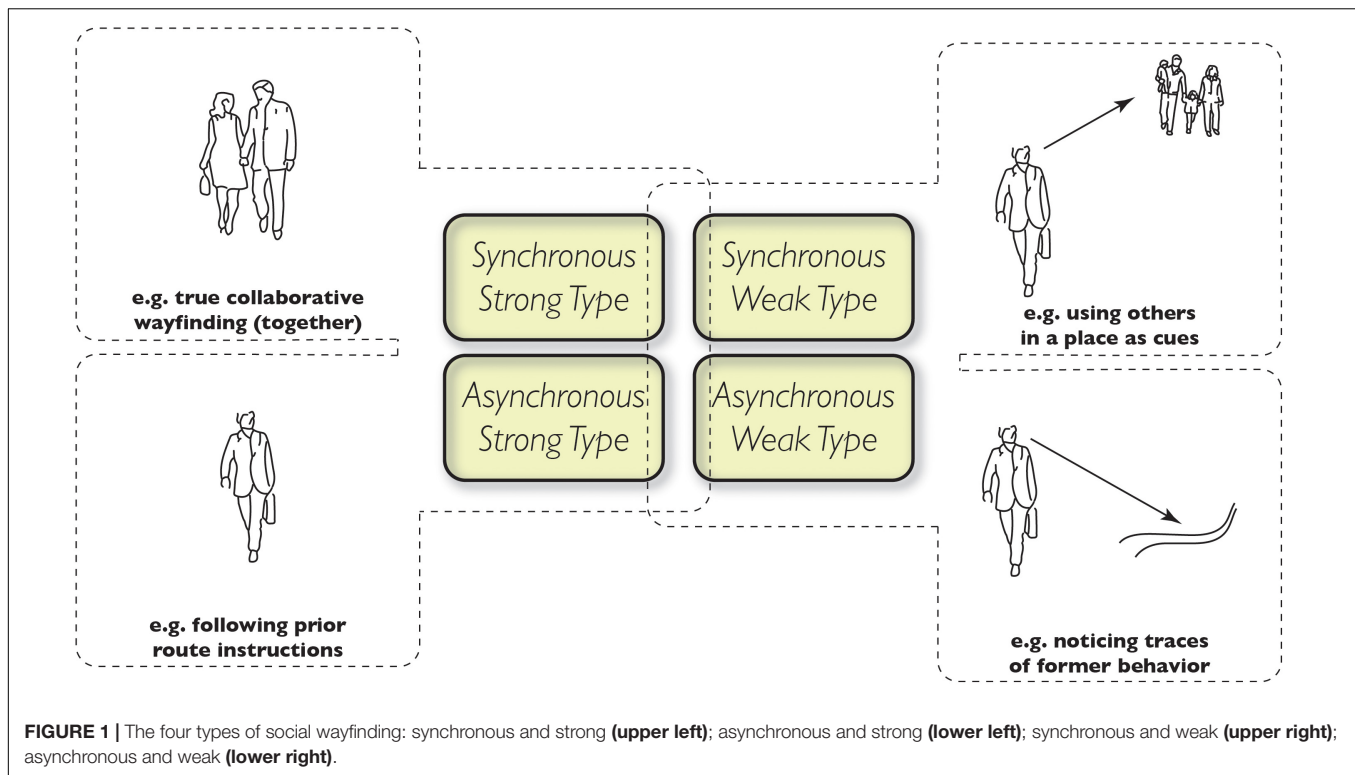 e.g. true collaborative
wayfinding (together)
Synchronous
Strong Type
Synchronous
Weak Type
e.g. using others
in a place as cues
Asynchronous
Strong Type
Asynchronous
Weak Type
e.g. following prior
route instructions
e.g. noticing traces
of former behavior
FIGURE 1 | The four types of social wayfinding: synchronous and strong (upper left); asynchronous and strong (lower left); synchronous and weak (upper right);
asynchronous and weak (lower right).